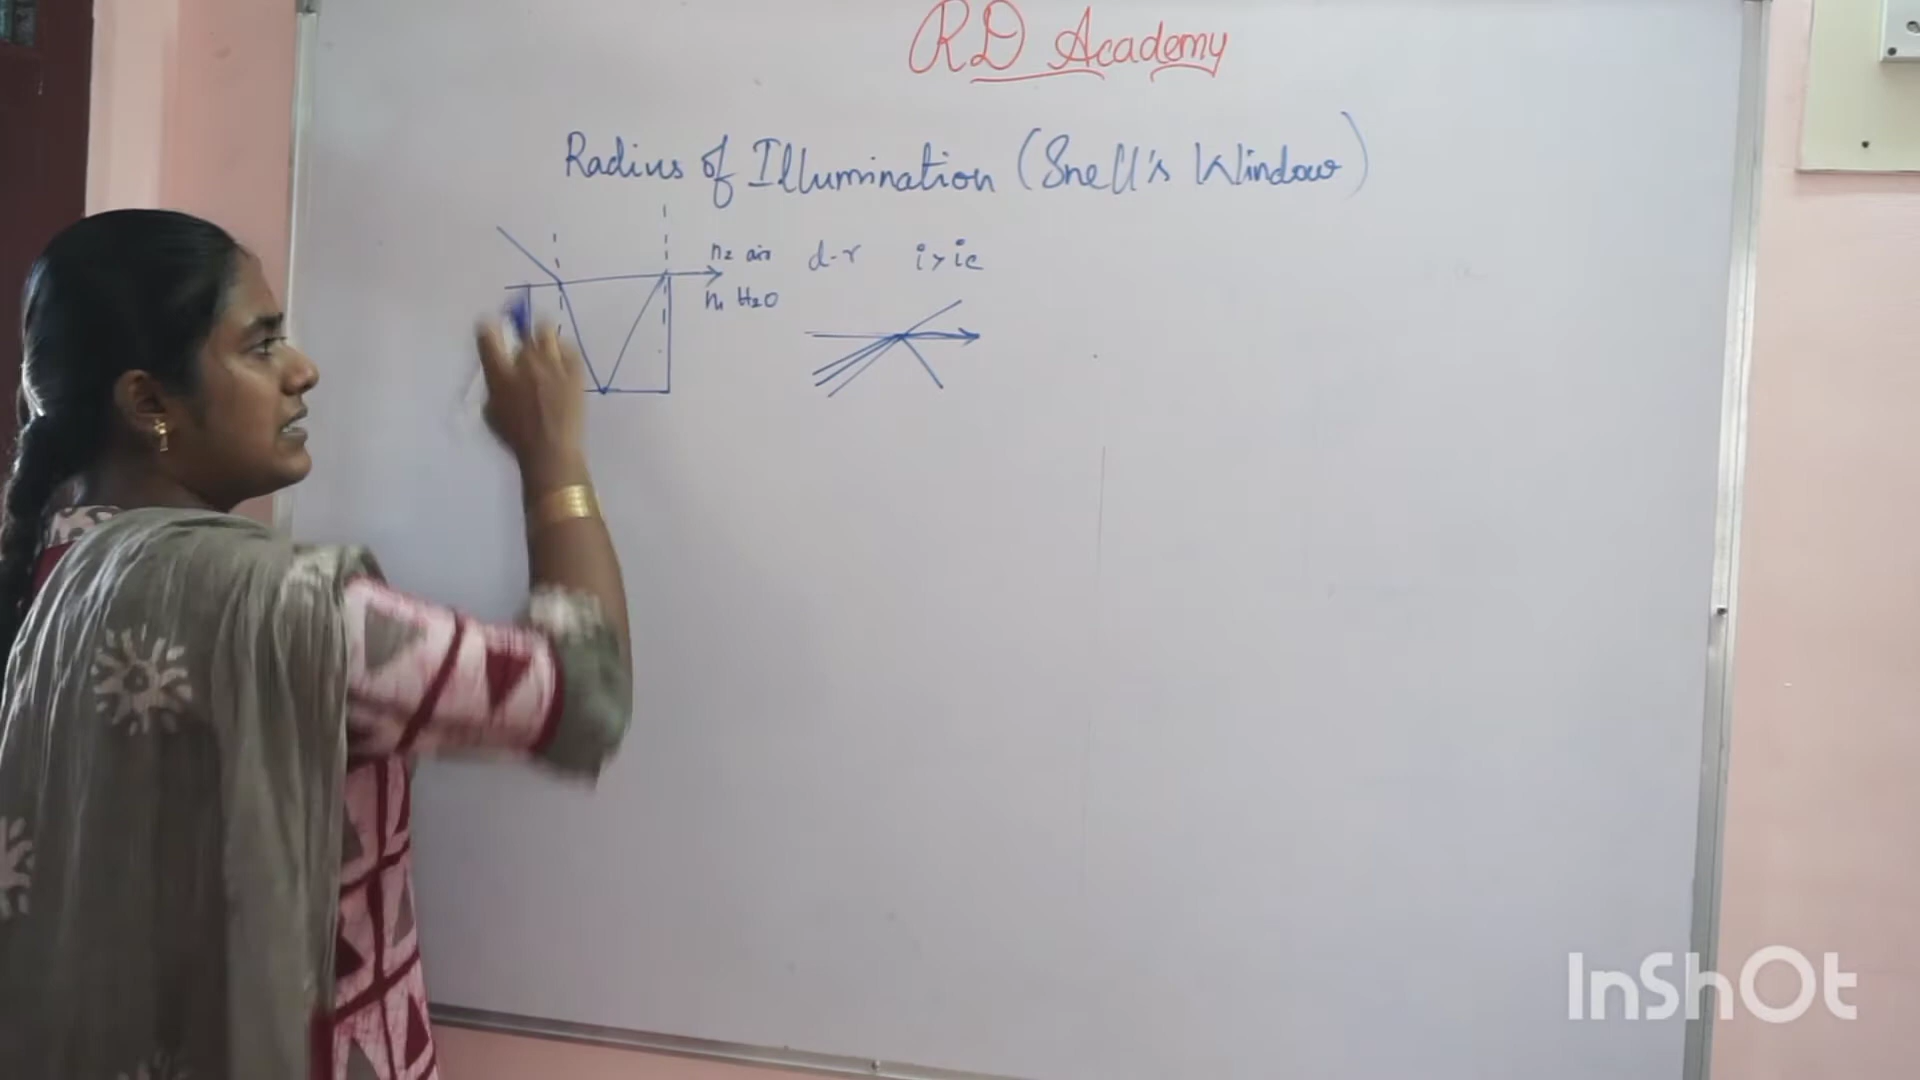 RD Academy
Radius of Illumination (Snell's Window)
n₂ air d-r i>ic
n₁ H₂O
InShOt